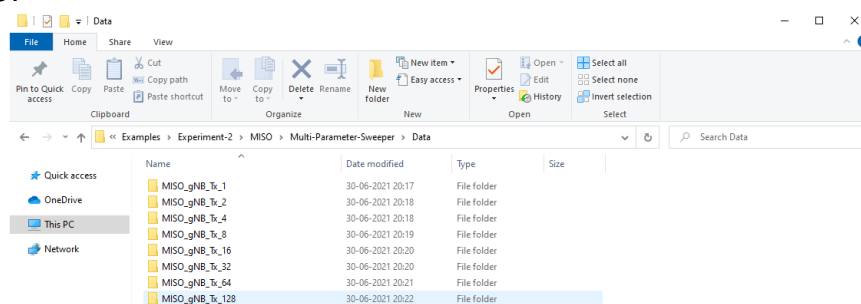 Data
File Home Share View
Pin to Quick access
Copy
Paste
Cut
Copy path
Paste shortcut
Clipboard
Move to
Copy to
Delete
Rename
Organize
New folder
New item
Easy access
New
Properties
Open
Edit
History
Open
Select all
Select none
Invert selection
Select
« Examples › Experiment-2 › MISO › Multi-Parameter-Sweeper › Data
Search Data
Quick access
OneDrive
This PC
Network
Name Date modified Type Size
MISO_gNB_Tx_1 30-06-2021 20:17 File folder
MISO_gNB_Tx_2 30-06-2021 20:18 File folder
MISO_gNB_Tx_4 30-06-2021 20:18 File folder
MISO_gNB_Tx_8 30-06-2021 20:19 File folder
MISO_gNB_Tx_16 30-06-2021 20:20 File folder
MISO_gNB_Tx_32 30-06-2021 20:20 File folder
MISO_gNB_Tx_64 30-06-2021 20:21 File folder
MISO_gNB_Tx_128 30-06-2021 20:22 File folder